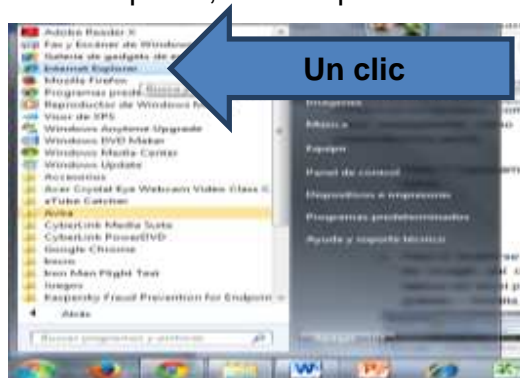 Adobe Reader X
Fax y Escáner de Windows
Galería de gadgets de
Internet Explorer
Mozilla Firefox
Programas
Reproductor de Windows
Visor de XPS
Windows Anytime Upgrade
Windows DVD Maker
Windows Media Center
Windows Update
Accesorios
Acer Crystal Eye Webcam Video Class
aTube Catcher
Avira
CyberLink Media Suite
CyberLink PowerDVD
Google Chrome
Inicio
Iron Man Flight Test
Juegos
Kaspersky Fraud Prevention for Endpoint
Atrás
Buscar programas y archivos
Un clic
Imágenes
Música
Equipo
Panel de control
Dispositivos e impresoras
Programas predeterminados
Ayuda y soporte técnico